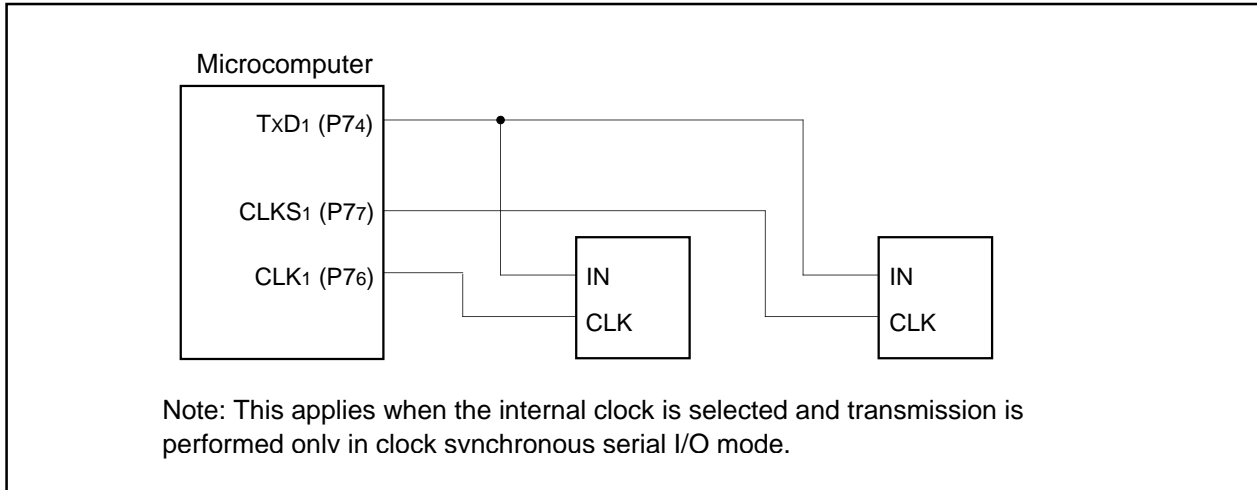 Microcomputer
TXD1 (P74)
CLKS1 (P77)
CLK1 (P76)
IN
CLK
IN
CLK
Note: This applies when the internal clock is selected and transmission is
performed only in clock synchronous serial I/O mode.